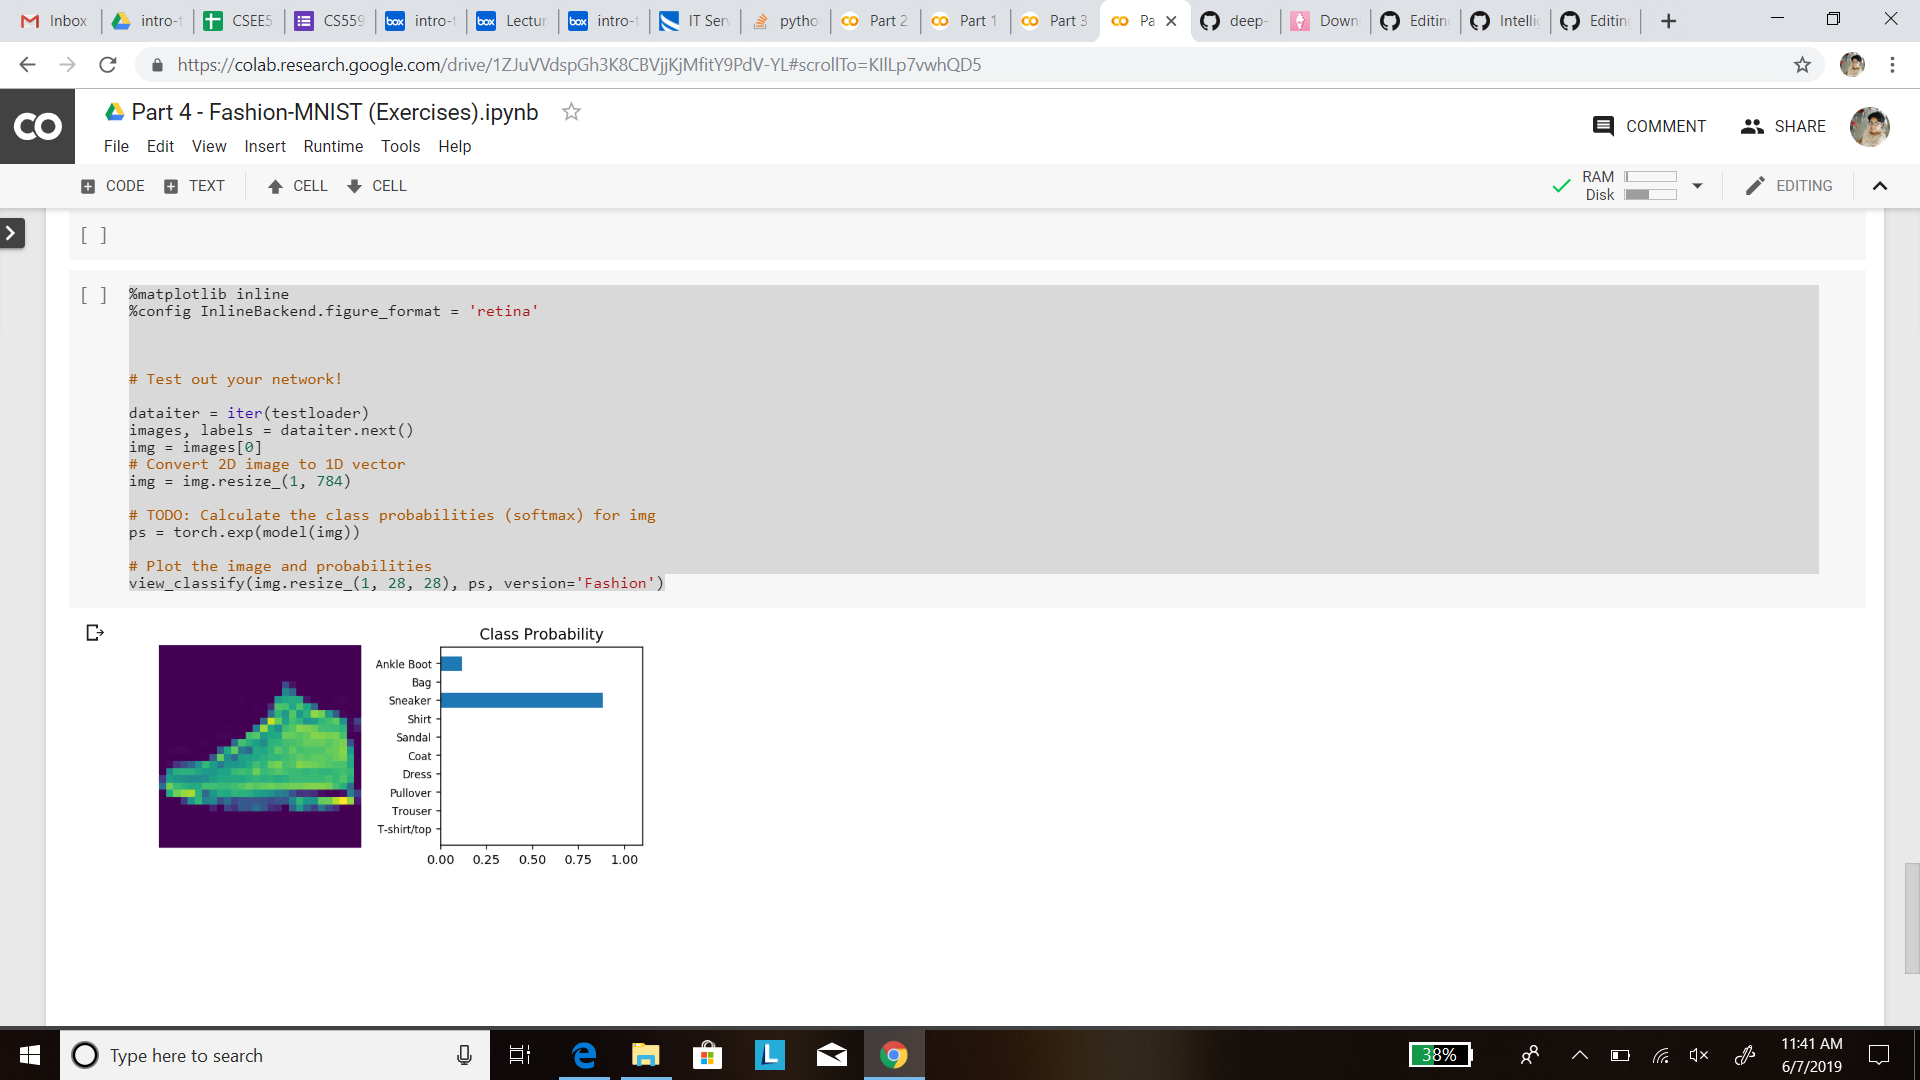 Inbox
intro-t
CSEE5
CS559
box intro-t
box Lectur
box intro-t
IT Serv
pytho
Part 2
Part 1
Part 3
Pa
deep-
Down
Editin
Intelli
Editin
https://colab.research.google.com/drive/1ZJuVVdspGh3K8CBVjjKjMfitY9PdV-YL#scrollTo=KIlLp7vwhQD5
CO
Part 4 - Fashion-MNIST (Exercises).ipynb
COMMENT
SHARE
File Edit View Insert Runtime Tools Help
CODE TEXT CELL CELL
RAM
Disk
EDITING
[ ]
[ ]
%matplotlib inline
%config InlineBackend.figure_format = 'retina'
# Test out your network!
dataiter = iter(testloader)
images, labels = dataiter.next()
img = images[0]
# Convert 2D image to 1D vector
img = img.resize_(1, 784)
# TODO: Calculate the class probabilities (softmax) for img
ps = torch.exp(model(img))
# Plot the image and probabilities
view_classify(img.resize_(1, 28, 28), ps, version='Fashion')
Class Probability
Ankle Boot
Bag
Sneaker
Shirt
Sandal
Coat
Dress
Pullover
Trouser
T-shirt/top
0.00 0.25 0.50 0.75 1.00
Type here to search
L
38%
11:41 AM
6/7/2019